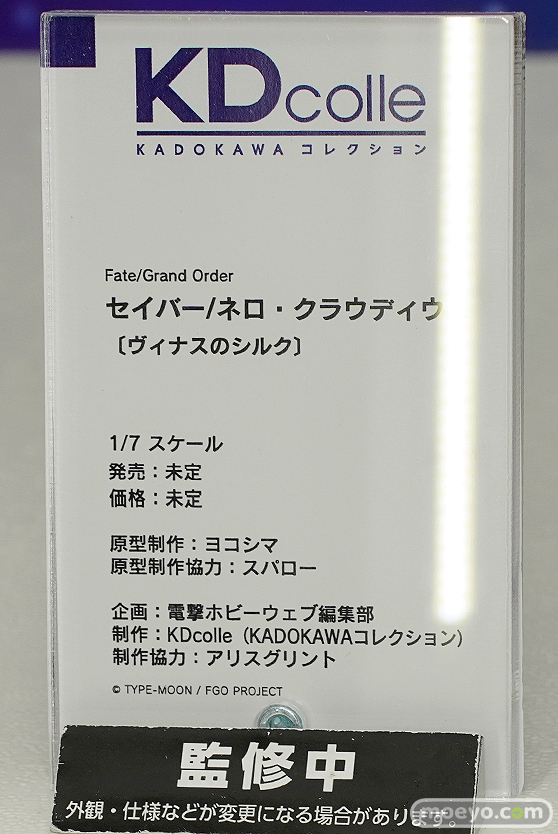 KDcolle
KADOKAWA コレクション
Fate/Grand Order
セイバー/ネロ・クラウディウ
〔ヴィナスのシルク〕
1/7 スケール
発売：未定
価格：未定
原型制作：ヨコシマ
原型制作協力：スパロー
企画：電撃ホビーウェブ編集部
制作：KDcolle（KADOKAWAコレクション）
制作協力：アリスグリント
© TYPE-MOON / FGO PROJECT
監修中
外観・仕様などが変更になる場合があります。
moeyo.com